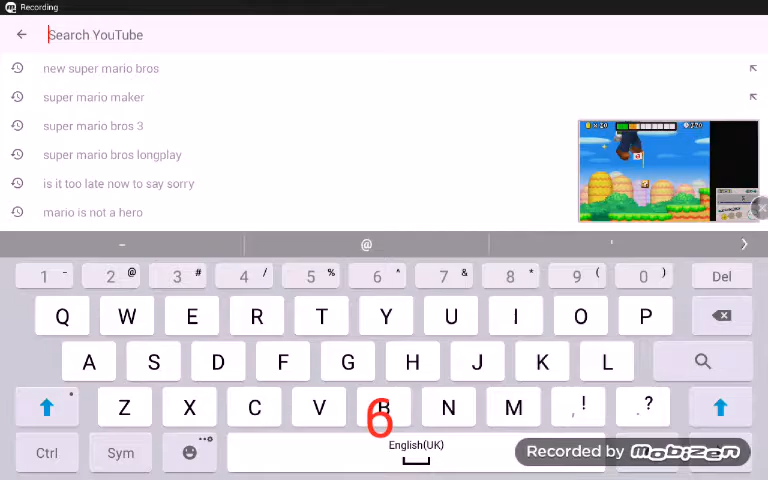 Recording
Search YouTube
new super mario bros
super mario maker
super mario bros 3
super mario bros longplay
is it too late now to say sorry
mario is not a hero
- @ '
1 - 2 @ 3 # 4 / 5 % 6 ^ 7 & 8 * 9 ( 0 ) Del
Q W E R T Y U I O P
A S D F G H J K L
Z X C V B N M , ! . ?
6
Ctrl Sym English(UK)
Recorded by mobizen